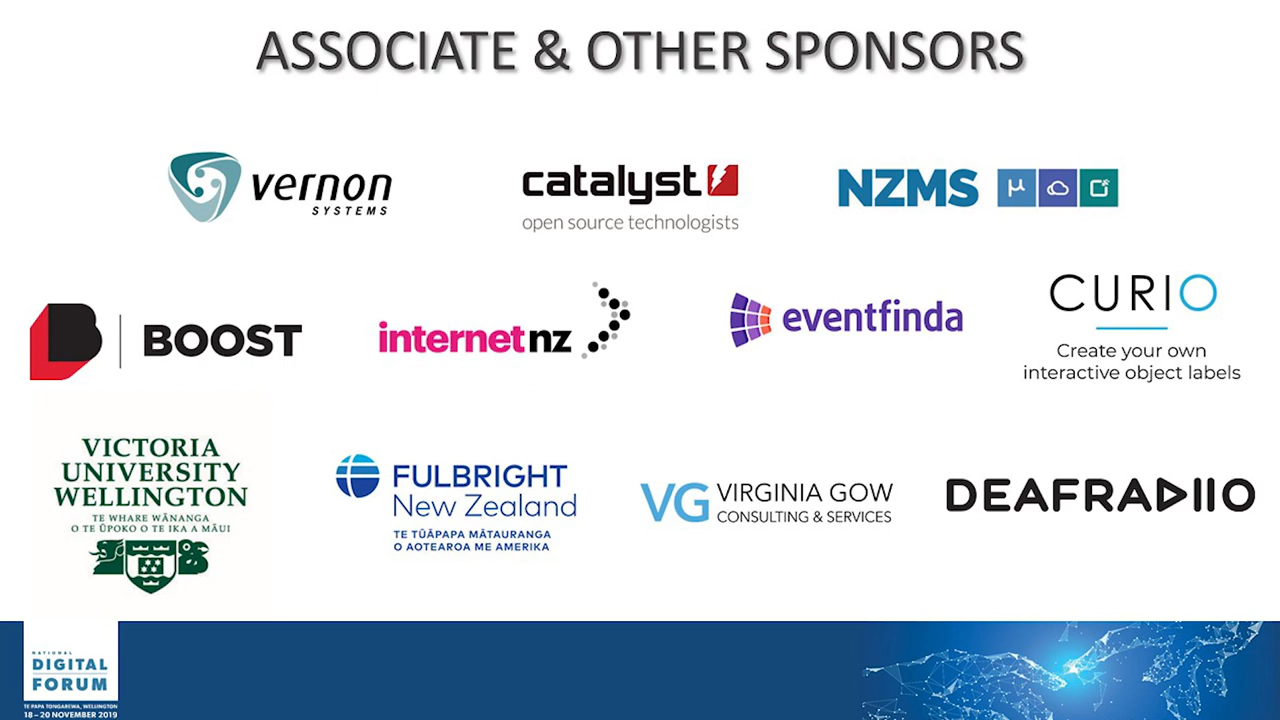 ASSOCIATE & OTHER SPONSORS
vernon
SYSTEMS
catalyst
open source technologists
NZMS
μ
BOOST
internetnz
eventfinda
CURIO
Create your own
interactive object labels
VICTORIA
UNIVERSITY
WELLINGTON
TE WHARE WĀNANGA
O TE ŪPOKO O TE IKA A MĀUI
FULBRIGHT
New Zealand
TE TŪĀPAPA MĀTAURANGA
O AOTEAROA ME AMERIKA
VG
VIRGINIA GOW
CONSULTING & SERVICES
DEAFRADIO
NATIONAL
DIGITAL
FORUM
TE PAPA TONGAREWA, WELLINGTON
18 – 20 NOVEMBER 2019